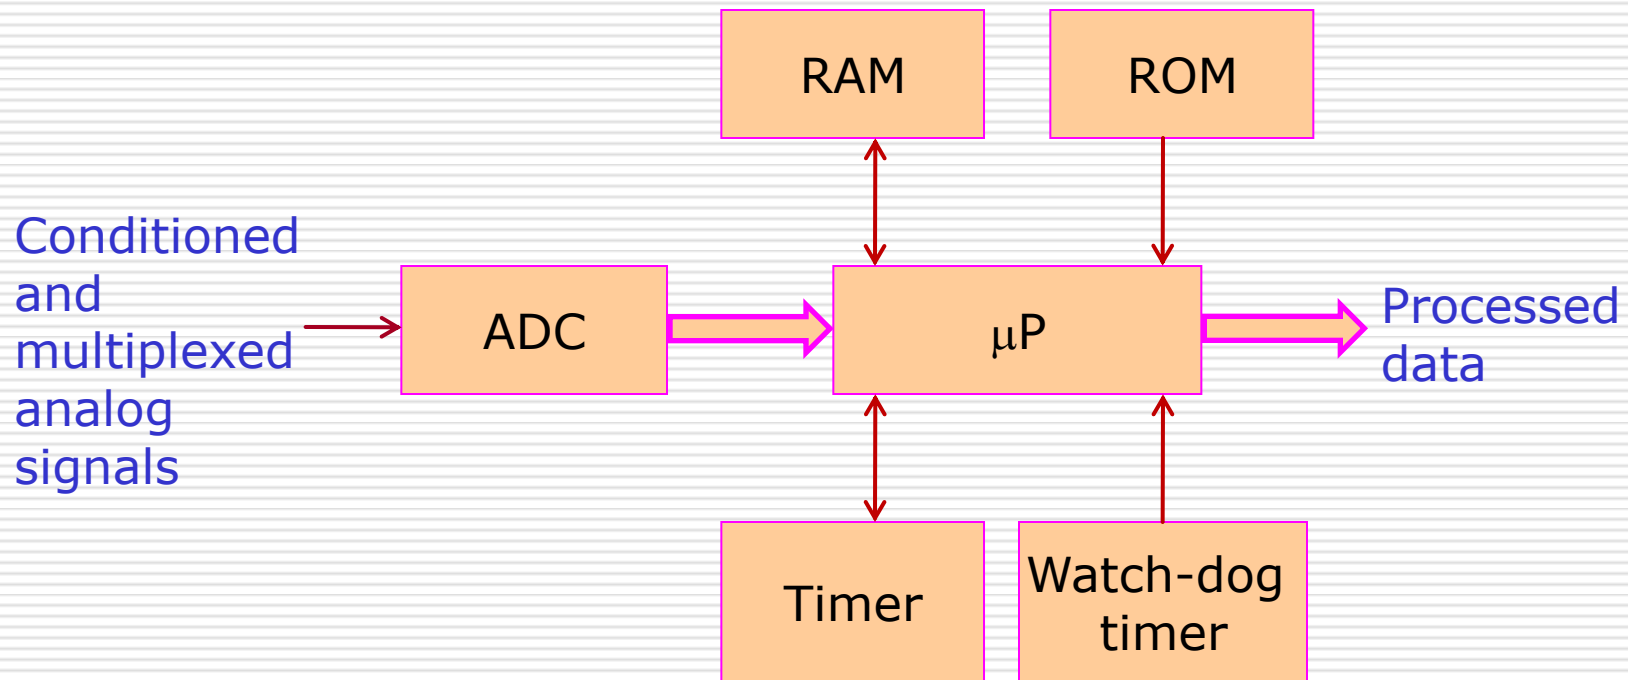 RAM
ROM
Conditioned
and
multiplexed
analog
signals
ADC
μP
Processed
data
Timer
Watch-dog
timer